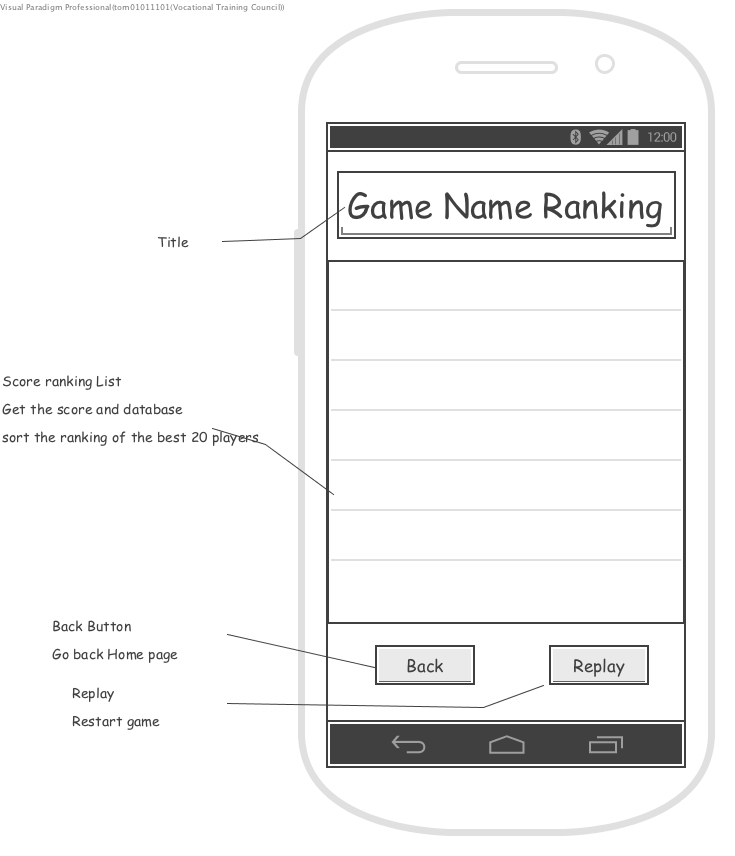 Visual Paradigm Professional(tom01011101(Vocational Training Council))
12:00
Game Name Ranking
Title
Score ranking List
Get the score and database
sort the ranking of the best 20 players
Back Button
Go back Home page
Back
Replay
Replay
Restart game